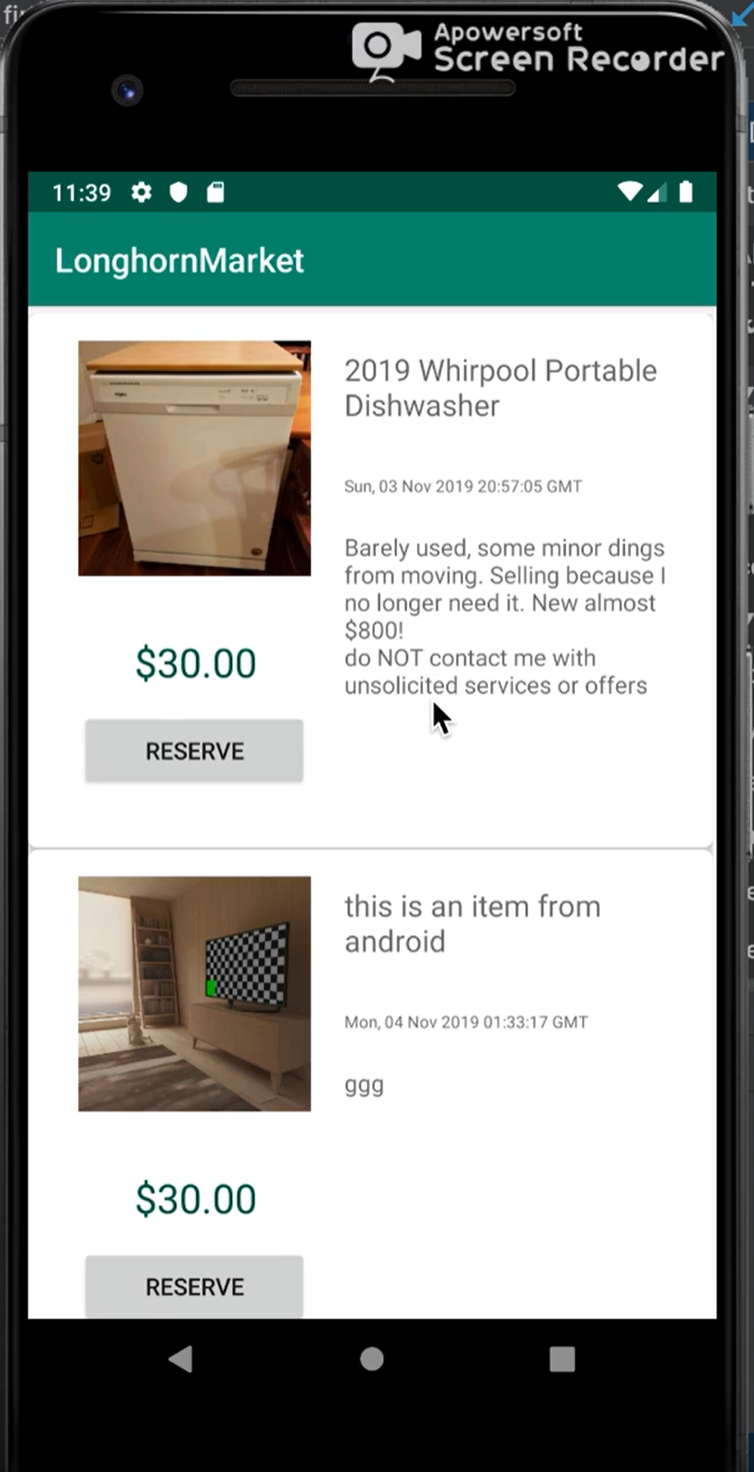 Apowersoft
Screen Recorder
11:39
LonghornMarket
2019 Whirpool Portable
Dishwasher
Sun, 03 Nov 2019 20:57:05 GMT
Barely used, some minor dings
from moving. Selling because I
no longer need it. New almost
$800!
do NOT contact me with
unsolicited services or offers
$30.00
RESERVE
this is an item from
android
Mon, 04 Nov 2019 01:33:17 GMT
ggg
$30.00
RESERVE